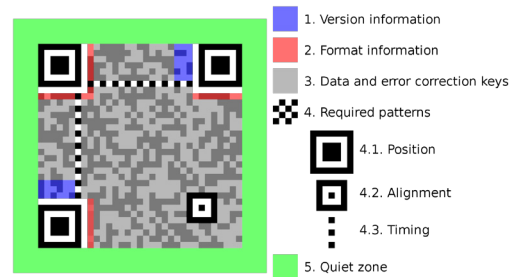 1. Version information
2. Format information
3. Data and error correction keys
4. Required patterns
4.1. Position
4.2. Alignment
4.3. Timing
5. Quiet zone